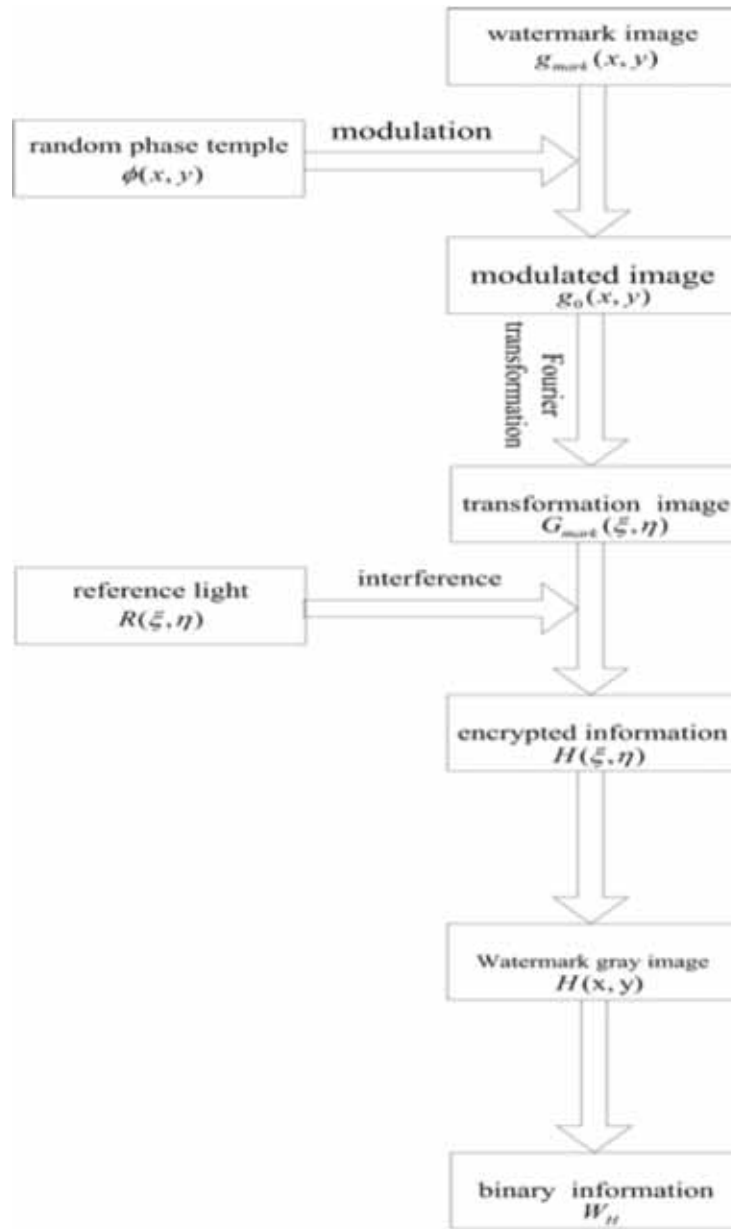 watermark image
g_mark(x, y)
modulation
random phase temple
ϕ(x, y)
modulated image
g₀(x, y)
Fourier
transformation
transformation image
G_mark(ξ,η)
interference
reference light
R(ξ,η)
encrypted information
H(ξ,η)
Watermark gray image
H(x, y)
binary information
W_H